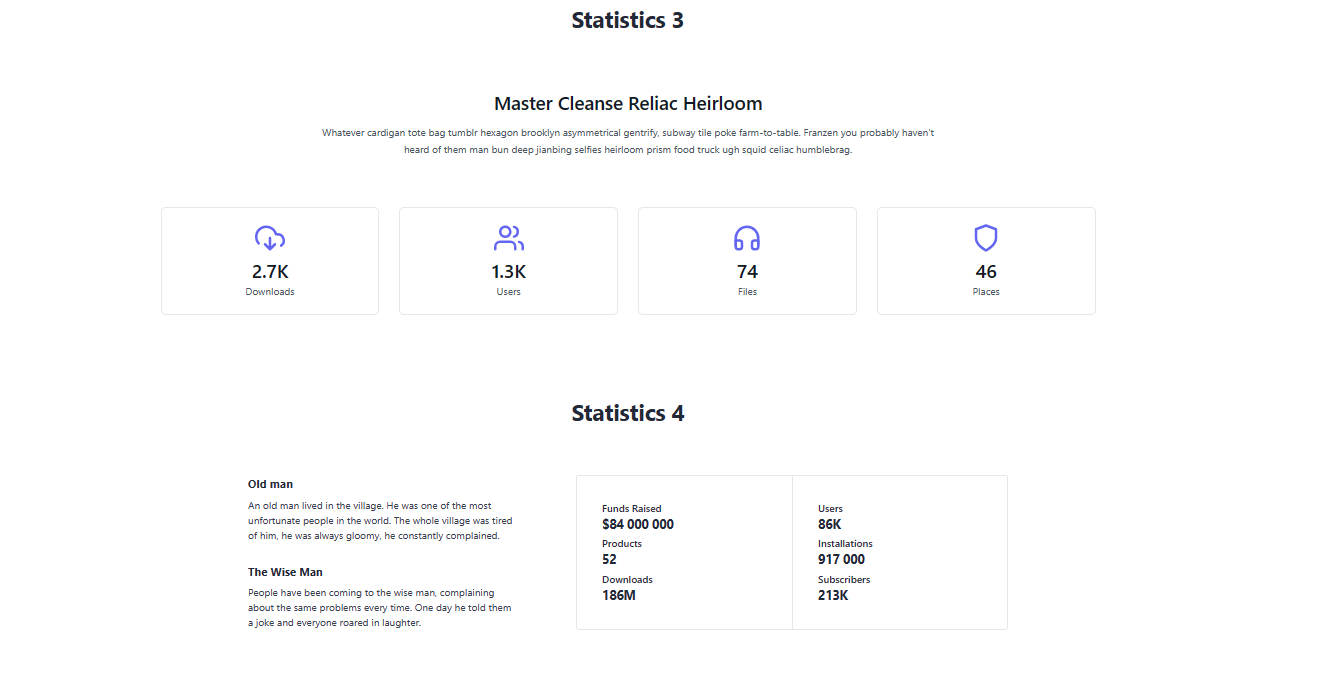 Statistics 3
Master Cleanse Reliac Heirloom
Whatever cardigan tote bag tumblr hexagon brooklyn asymmetrical gentrify, subway tile poke farm-to-table. Franzen you probably haven't
heard of them man bun deep jianbing selfies heirloom prism food truck ugh squid celiac humblebrag.
2.7K
Downloads
1.3K
Users
74
Files
46
Places
Statistics 4
Old man
An old man lived in the village. He was one of the most
unfortunate people in the world. The whole village was tired
of him, he was always gloomy, he constantly complained.
The Wise Man
People have been coming to the wise man, complaining
about the same problems every time. One day he told them
a joke and everyone roared in laughter.
Funds Raised
$84 000 000
Products
52
Downloads
186M
Users
86K
Installations
917 000
Subscribers
213K